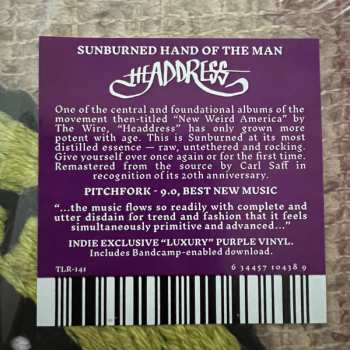 SUNBURNED HAND OF THE MAN
HEADDRESS
One of the central and foundational albums of the
movement then-titled "New Weird America" by
The Wire, "Headdress" has only grown more
potent with age. This is Sunburned at its most
distilled essence — raw, untethered and rocking.
Give yourself over once again or for the first time.
Remastered from the source by Carl Saff in
recognition of its 20th anniversary.
PITCHFORK - 9.0, BEST NEW MUSIC
"...the music flows so readily with complete and
utter disdain for trend and fashion that it feels
simultaneously primitive and advanced..."
INDIE EXCLUSIVE "LUXURY" PURPLE VINYL.
Includes Bandcamp-enabled download.
TLR-141 6 34457 10438 9